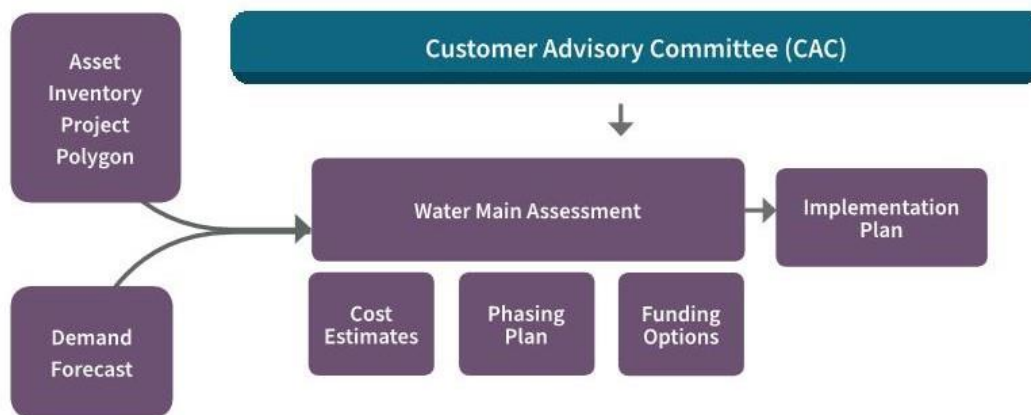 Asset
Inventory
Project
Polygon
Customer Advisory Committee (CAC)
Water Main Assessment
Implementation
Plan
Cost
Estimates
Phasing
Plan
Funding
Options
Demand
Forecast